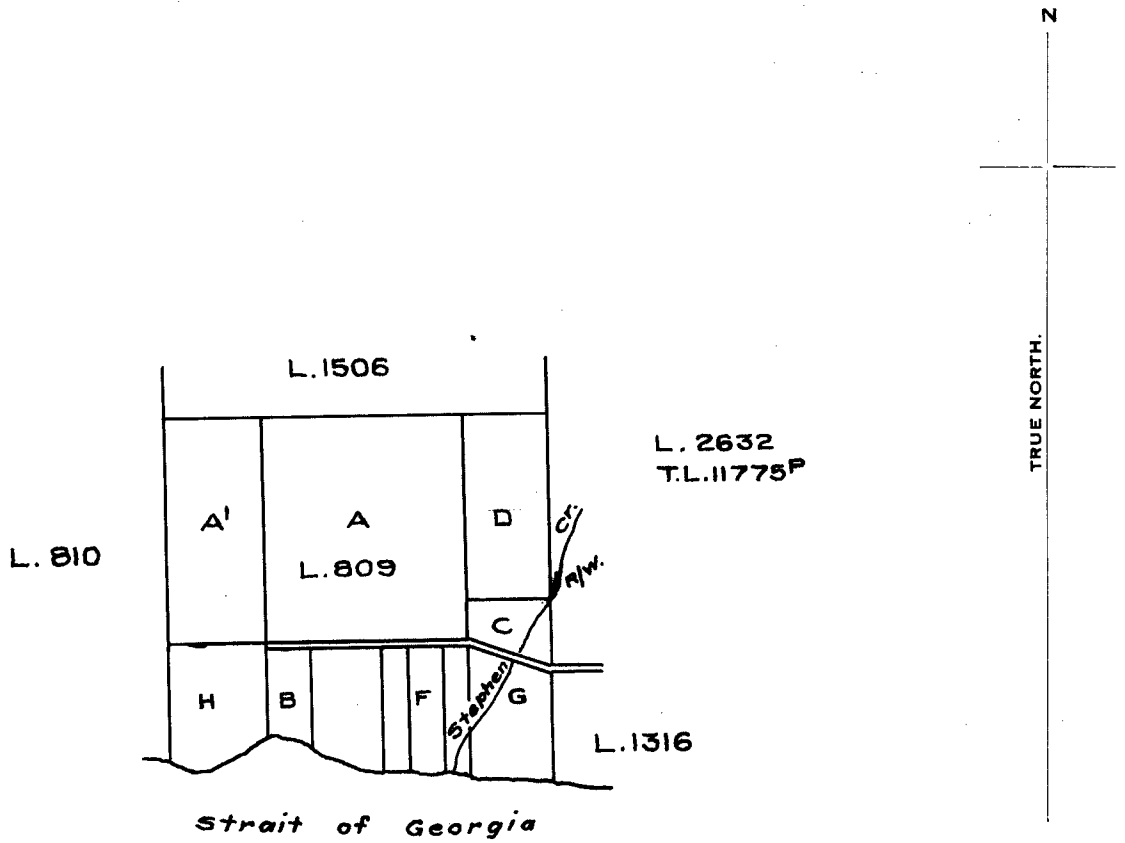 N
TRUE NORTH.
L. 1506
L. 2632
T.L. 11775P
A'
A
D
Cr.
L. 810
L. 809
R/W.
C
H
B
F
Stephen
G
L. 1316
Strait of Georgia